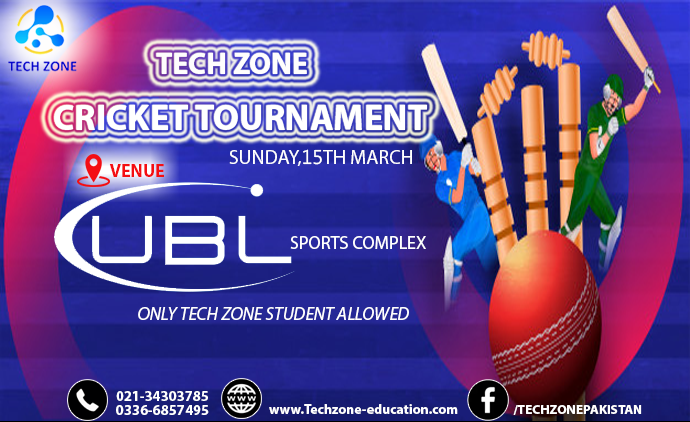 TECH ZONE
TECH ZONE
CRICKET TOURNAMENT
SUNDAY,15TH MARCH
VENUE
UBL SPORTS COMPLEX
ONLY TECH ZONE STUDENT ALLOWED
021-34303785
0336-6857495
www.Techzone-education.com
/TECHZONEPAKISTAN